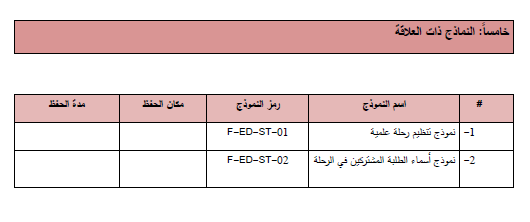 خامساً: النماذج ذات العلاقة
# اسم النموذج رمز النموذج مكان الحفظ مدة الحفظ
1- نموذج تنظيم رحلة علمية F-ED-ST-01
2- نموذج أسماء الطلبة المشتركين في الرحلة F-ED-ST-02